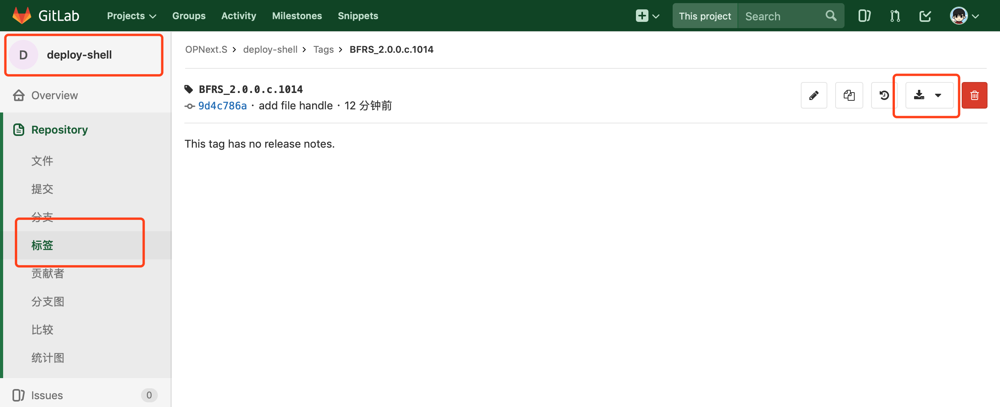 GitLab Projects Groups Activity Milestones Snippets This project Search
D deploy-shell
OPNext.S › deploy-shell › Tags › BFRS_2.0.0.c.1014
BFRS_2.0.0.c.1014
9d4c786a · add file handle · 12 分钟前
This tag has no release notes.
Overview
Repository
文件
提交
分支
标签
贡献者
分支图
比较
统计图
Issues 0